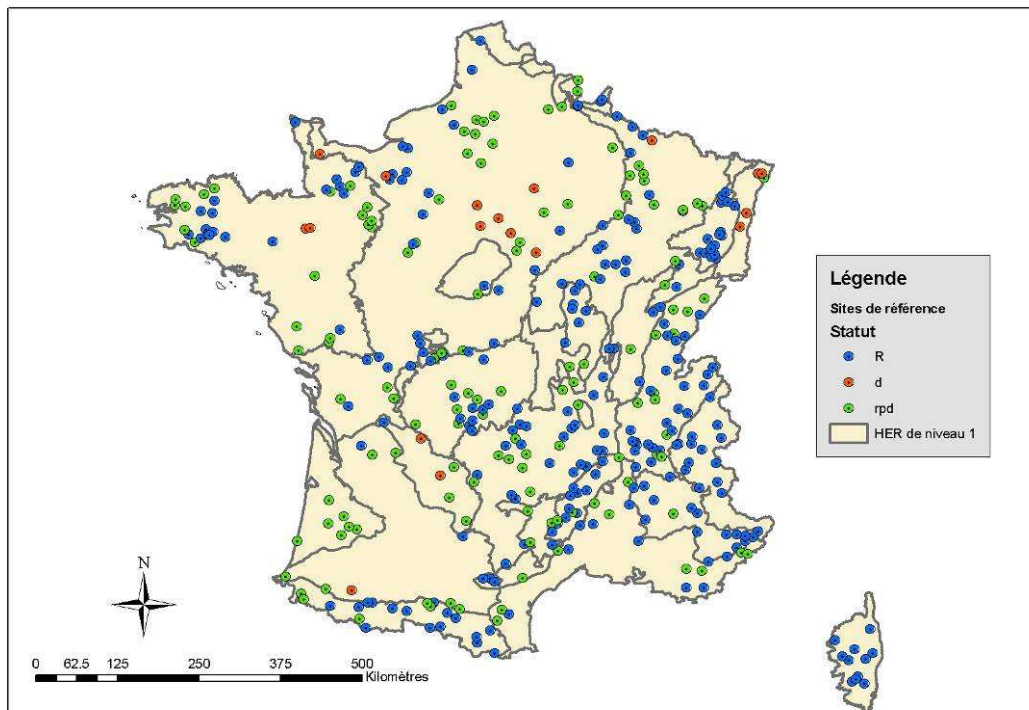 Légende
Sites de référence
Statut
R
d
rpd
HER de niveau 1
N
0 62.5 125 250 375 500
Kilomètres